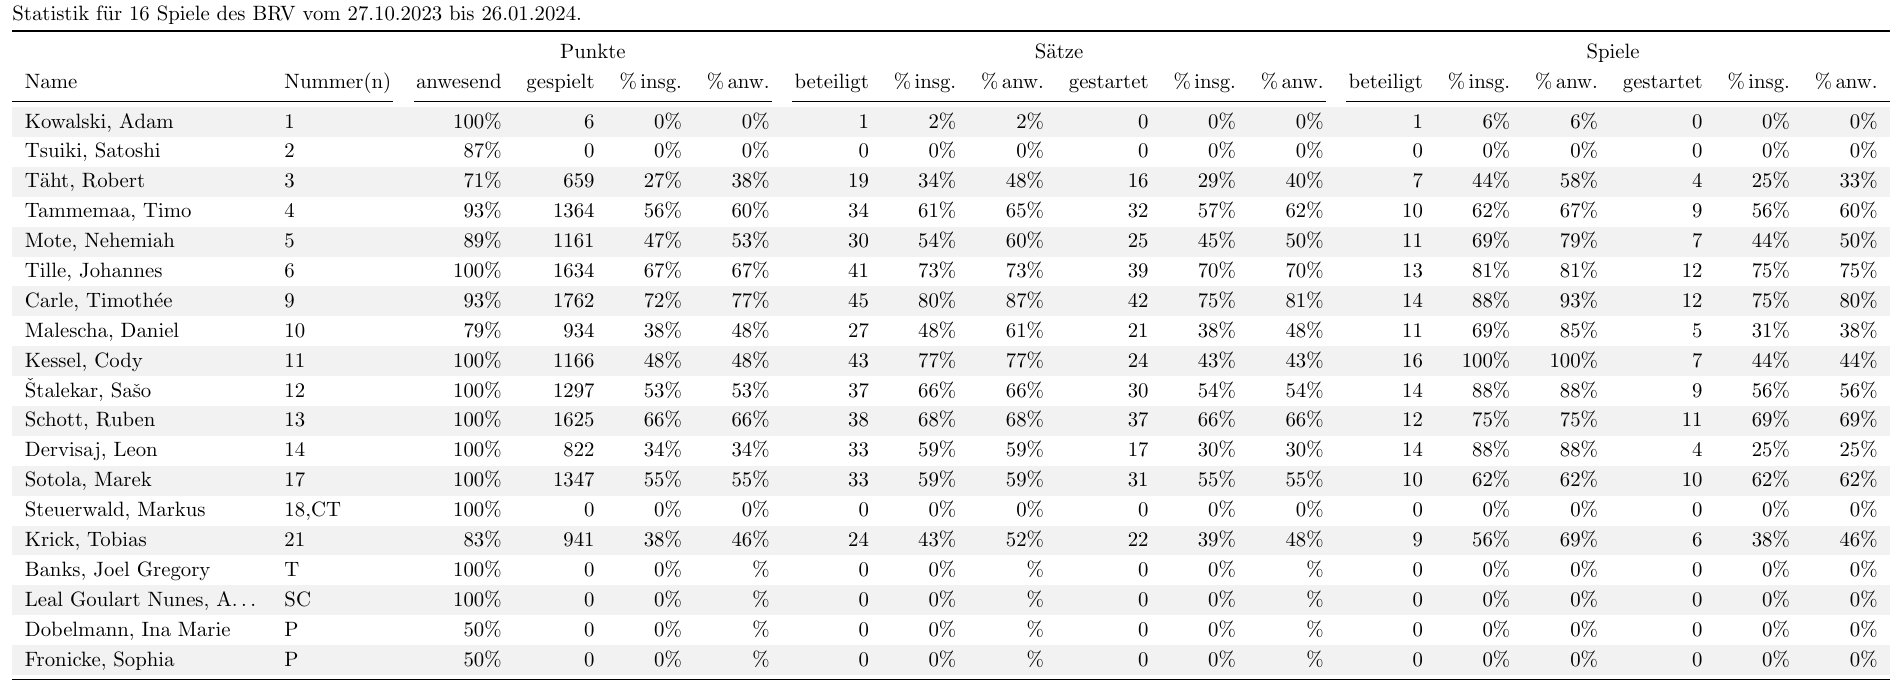 Statistik für 16 Spiele des BRV vom 27.10.2023 bis 26.01.2024.
Punkte Sätze Spiele
Name Nummer(n) anwesend gespielt % insg. % anw. beteiligt % insg. % anw. gestartet % insg. % anw. beteiligt % insg. % anw. gestartet % insg. % anw.
Kowalski, Adam 1 100% 6 0% 0% 1 2% 2% 0 0% 0% 1 6% 6% 0 0% 0%
Tsuiki, Satoshi 2 87% 0 0% 0% 0 0% 0% 0 0% 0% 0 0% 0% 0 0% 0%
Täht, Robert 3 71% 659 27% 38% 19 34% 48% 16 29% 40% 7 44% 58% 4 25% 33%
Tammemaa, Timo 4 93% 1364 56% 60% 34 61% 65% 32 57% 62% 10 62% 67% 9 56% 60%
Mote, Nehemiah 5 89% 1161 47% 53% 30 54% 60% 25 45% 50% 11 69% 79% 7 44% 50%
Tille, Johannes 6 100% 1634 67% 67% 41 73% 73% 39 70% 70% 13 81% 81% 12 75% 75%
Carle, Timothée 9 93% 1762 72% 77% 45 80% 87% 42 75% 81% 14 88% 93% 12 75% 80%
Malescha, Daniel 10 79% 934 38% 48% 27 48% 61% 21 38% 48% 11 69% 85% 5 31% 38%
Kessel, Cody 11 100% 1166 48% 48% 43 77% 77% 24 43% 43% 16 100% 100% 7 44% 44%
Štalekar, Sašo 12 100% 1297 53% 53% 37 66% 66% 30 54% 54% 14 88% 88% 9 56% 56%
Schott, Ruben 13 100% 1625 66% 66% 38 68% 68% 37 66% 66% 12 75% 75% 11 69% 69%
Dervisaj, Leon 14 100% 822 34% 34% 33 59% 59% 17 30% 30% 14 88% 88% 4 25% 25%
Sotola, Marek 17 100% 1347 55% 55% 33 59% 59% 31 55% 55% 10 62% 62% 10 62% 62%
Steuerwald, Markus 18,CT 100% 0 0% 0% 0 0% 0% 0 0% 0% 0 0% 0% 0 0% 0%
Krick, Tobias 21 83% 941 38% 46% 24 43% 52% 22 39% 48% 9 56% 69% 6 38% 46%
Banks, Joel Gregory T 100% 0 0% % 0 0% % 0 0% % 0 0% 0% 0 0% 0%
Leal Goulart Nunes, A... SC 100% 0 0% % 0 0% % 0 0% % 0 0% 0% 0 0% 0%
Dobelmann, Ina Marie P 50% 0 0% % 0 0% % 0 0% % 0 0% 0% 0 0% 0%
Fronicke, Sophia P 50% 0 0% % 0 0% % 0 0% % 0 0% 0% 0 0% 0%